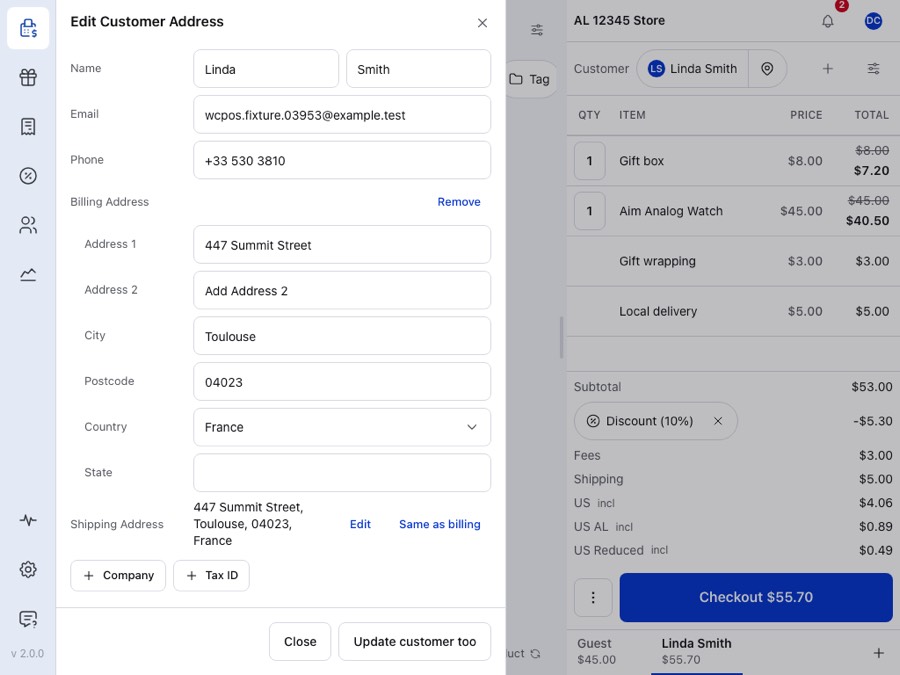 Edit Customer Address
Name
Linda
Smith
Email
wcpos.fixture.03953@example.test
Phone
+33 530 3810
Billing Address
Remove
Address 1
447 Summit Street
Address 2
Add Address 2
City
Toulouse
Postcode
04023
Country
France
State
Shipping Address
447 Summit Street,
Toulouse, 04023,
France
Edit
Same as billing
+ Company
+ Tax ID
Close
Update customer too
v 2.0.0
Tag
AL 12345 Store
2
DC
Customer
LS
Linda Smith
QTY
ITEM
PRICE
TOTAL
1
Gift box
$8.00
$8.00
$7.20
1
Aim Analog Watch
$45.00
$45.00
$40.50
Gift wrapping
$3.00
$3.00
Local delivery
$5.00
$5.00
Subtotal
$53.00
Discount (10%)
-$5.30
Fees
$3.00
Shipping
$5.00
US incl
$4.06
US AL incl
$0.89
US Reduced incl
$0.49
Checkout $55.70
Guest
$45.00
Linda Smith
$55.70